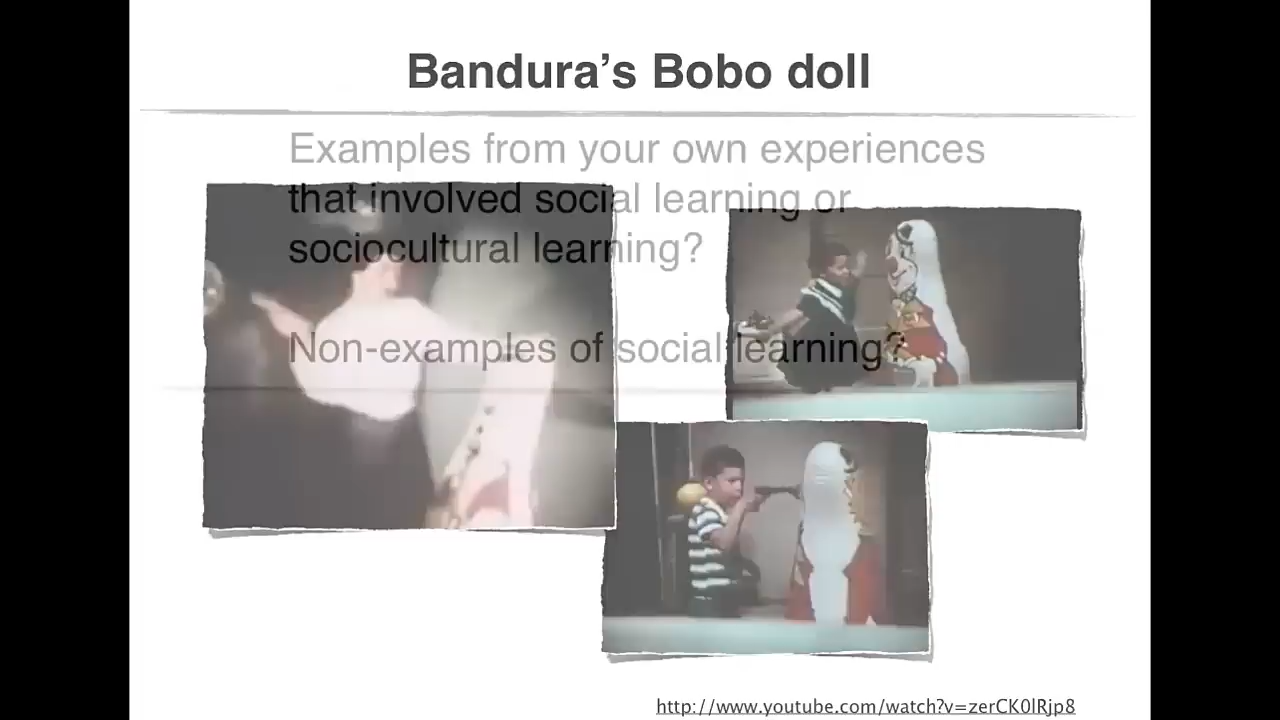 Bandura's Bobo doll
Examples from your own experiences
that involved social learning or
sociocultural learning?
Non-examples of social learning?
http://www.youtube.com/watch?v=zerCK0lRjp8